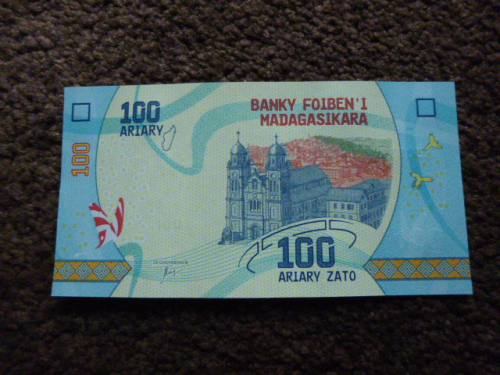 100
ARIARY
BANKY FOIBEN'I
MADAGASIKARA
100
100
ARIARY ZATO